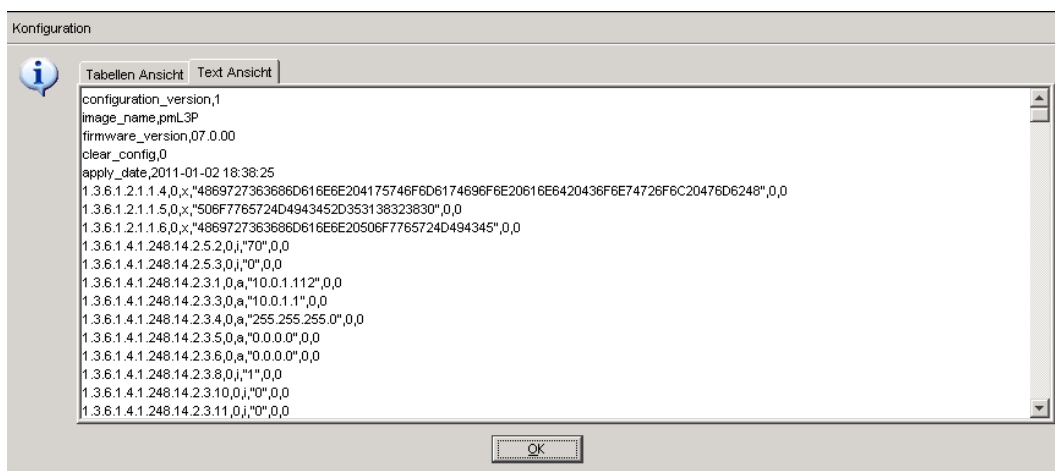 Konfiguration
Tabellen Ansicht Text Ansicht
configuration_version,1
image_name,pmL3P
firmware_version,07.0.00
clear_config,0
apply_date,2011-01-02 18:38:25
1.3.6.1.2.1.1.4,0,x,"4869727363686D616E6E204175746F6D6174696F6E20616E6420436F6E74726F6C20476D6248",0,0
1.3.6.1.2.1.1.5,0,x,"506F7765724D4943452D353138323830",0,0
1.3.6.1.2.1.1.6,0,x,"4869727363686D616E6E20506F7765724D494345",0,0
1.3.6.1.4.1.248.14.2.5.2,0,i,"70",0,0
1.3.6.1.4.1.248.14.2.5.3,0,i,"0",0,0
1.3.6.1.4.1.248.14.2.3.1,0,a,"10.0.1.112",0,0
1.3.6.1.4.1.248.14.2.3.3,0,a,"10.0.1.1",0,0
1.3.6.1.4.1.248.14.2.3.4,0,a,"255.255.255.0",0,0
1.3.6.1.4.1.248.14.2.3.5,0,a,"0.0.0.0",0,0
1.3.6.1.4.1.248.14.2.3.6,0,a,"0.0.0.0",0,0
1.3.6.1.4.1.248.14.2.3.8,0,i,"1",0,0
1.3.6.1.4.1.248.14.2.3.10,0,i,"0",0,0
1.3.6.1.4.1.248.14.2.3.11,0,i,"0",0,0
OK